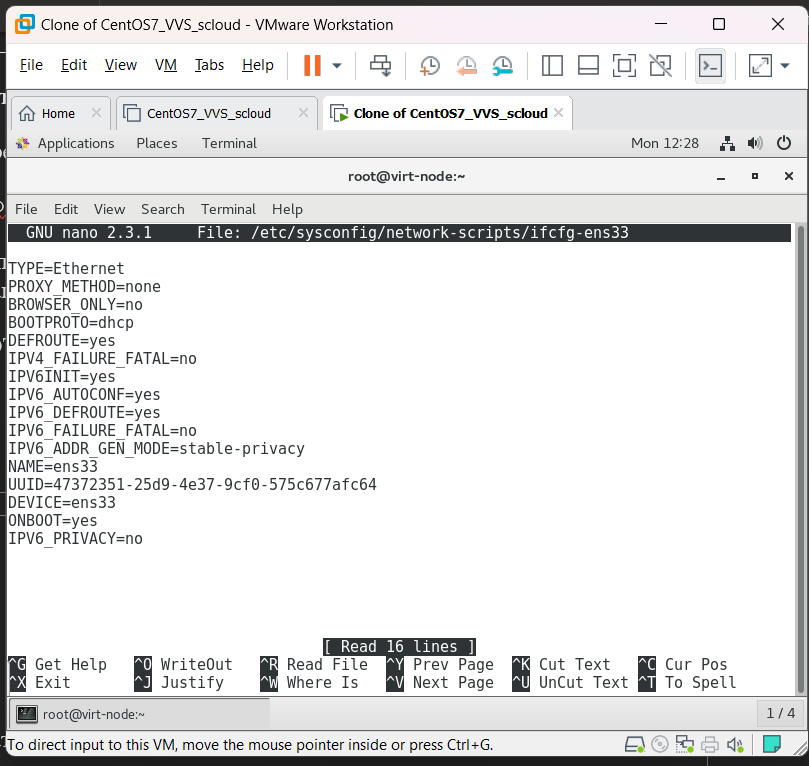 Clone of CentOS7_VVS_scloud - VMware Workstation
File Edit View VM Tabs Help
Home CentOS7_VVS_scloud Clone of CentOS7_VVS_scloud
Applications Places Terminal Mon 12:28
root@virt-node:~
File Edit View Search Terminal Help
GNU nano 2.3.1 File: /etc/sysconfig/network-scripts/ifcfg-ens33
TYPE=Ethernet
PROXY_METHOD=none
BROWSER_ONLY=no
BOOTPROTO=dhcp
DEFROUTE=yes
IPV4_FAILURE_FATAL=no
IPV6INIT=yes
IPV6_AUTOCONF=yes
IPV6_DEFROUTE=yes
IPV6_FAILURE_FATAL=no
IPV6_ADDR_GEN_MODE=stable-privacy
NAME=ens33
UUID=47372351-25d9-4e37-9cf0-575c677afc64
DEVICE=ens33
ONBOOT=yes
IPV6_PRIVACY=no
[ Read 16 lines ]
^G Get Help ^O WriteOut ^R Read File ^Y Prev Page ^K Cut Text ^C Cur Pos
^X Exit ^J Justify ^W Where Is ^V Next Page ^U UnCut Text ^T To Spell
root@virt-node:~ 1 / 4
To direct input to this VM, move the mouse pointer inside or press Ctrl+G.